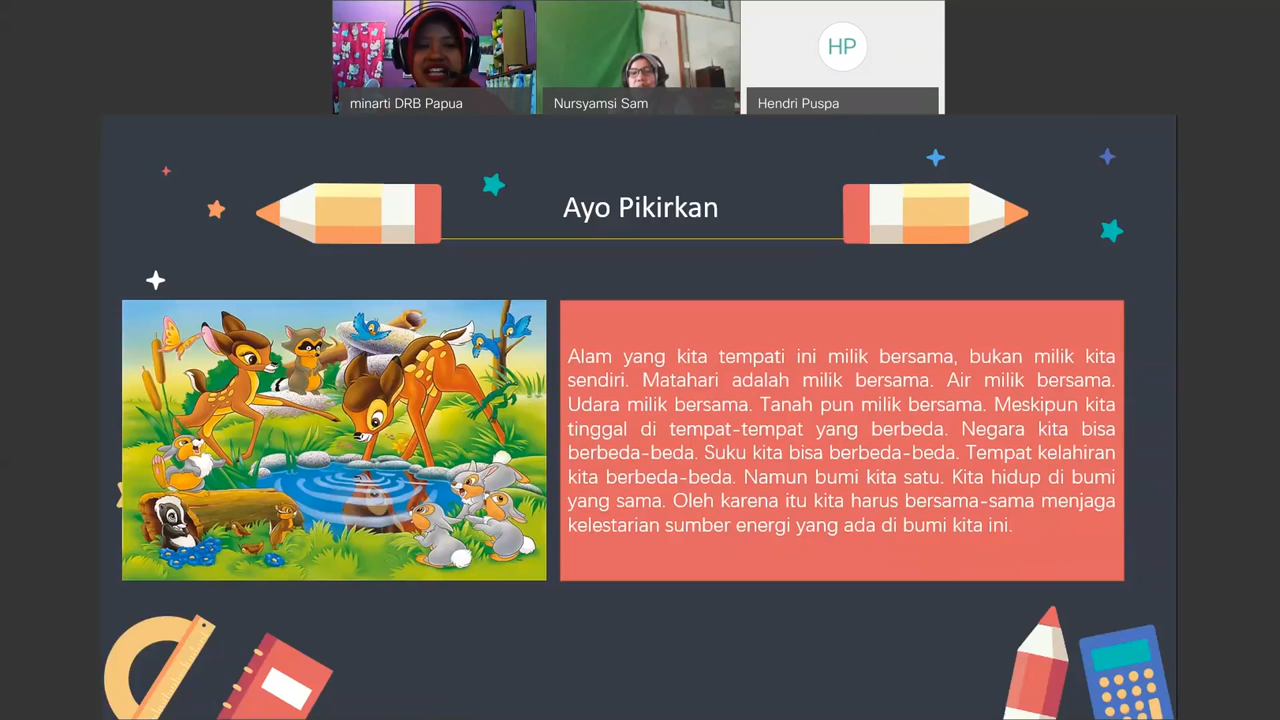 HP
minarti DRB Papua
Nursyamsi Sam
Hendri Puspa
Ayo Pikirkan
Alam yang kita tempati ini milik bersama, bukan milik kita
sendiri. Matahari adalah milik bersama. Air milik bersama.
Udara milik bersama. Tanah pun milik bersama. Meskipun kita
tinggal di tempat-tempat yang berbeda. Negara kita bisa
berbeda-beda. Suku kita bisa berbeda-beda. Tempat kelahiran
kita berbeda-beda. Namun bumi kita satu. Kita hidup di bumi
yang sama. Oleh karena itu kita harus bersama-sama menjaga
kelestarian sumber energi yang ada di bumi kita ini.